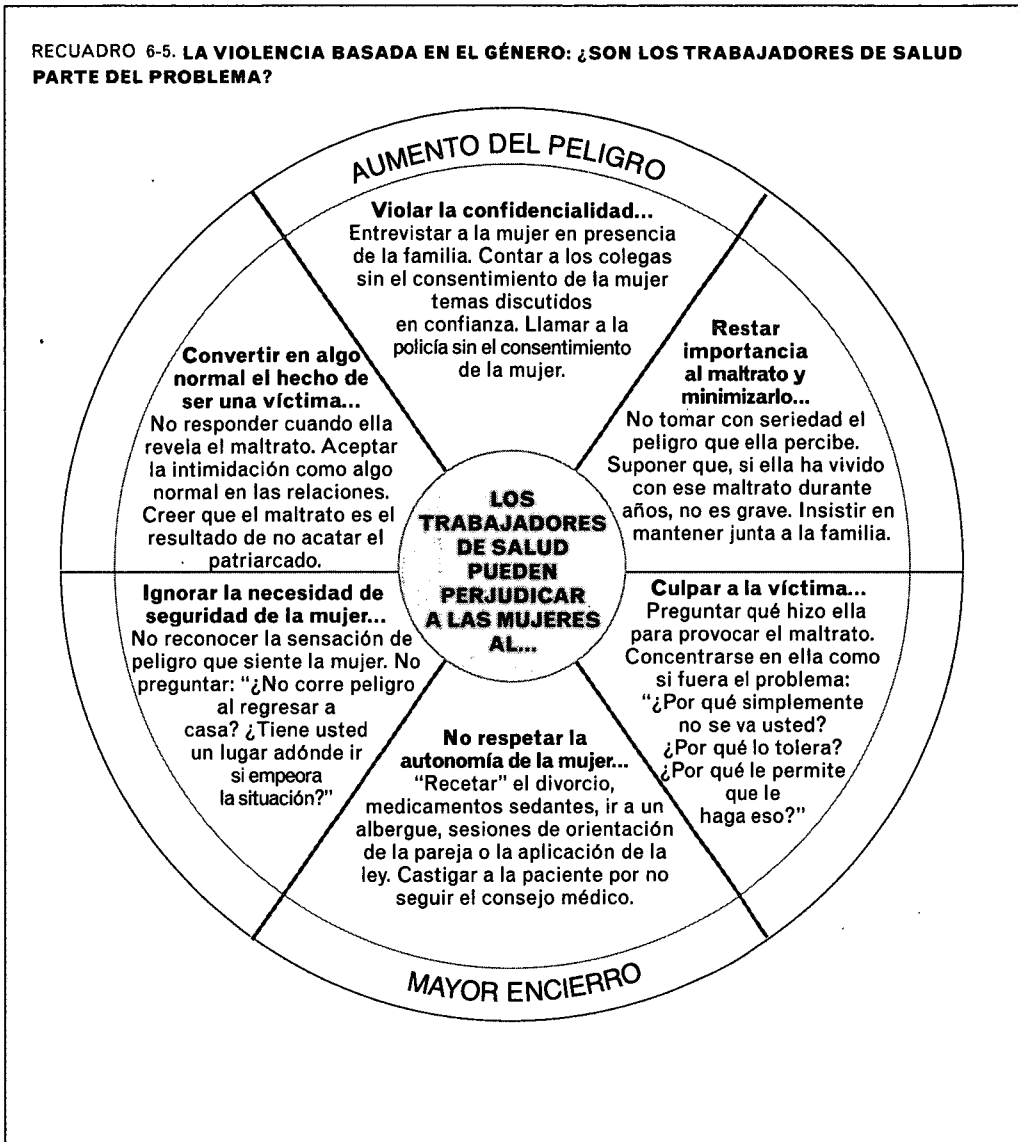 RECUADRO 6-5. LA VIOLENCIA BASADA EN EL GÉNERO: ¿SON LOS TRABAJADORES DE SALUD
PARTE DEL PROBLEMA?
AUMENTO DEL PELIGRO
Violar la confidencialidad...
Entrevistar a la mujer en presencia
de la familia. Contar a los colegas
sin el consentimiento de la mujer
temas discutidos
en confianza. Llamar a la
policía sin el consentimiento
de la mujer.
Restar
importancia
al maltrato y
minimizarlo...
No tomar con seriedad el
peligro que ella percibe.
Suponer que, si ella ha vivido
con ese maltrato durante
años, no es grave. Insistir en
mantener junta a la familia.
Culpar a la víctima...
Preguntar qué hizo ella
para provocar el maltrato.
Concentrarse en ella como
si fuera el problema:
“¿Por qué simplemente
no se va usted?
¿Por qué lo tolera?
¿Por qué le permite
que le
haga eso?”
No respetar la
autonomía de la mujer...
“Recetar” el divorcio,
medicamentos sedantes, ir a un
albergue, sesiones de orientación
de la pareja o la aplicación de la
ley. Castigar a la paciente por no
seguir el consejo médico.
Ignorar la necesidad de
seguridad de la mujer...
No reconocer la sensación de
peligro que siente la mujer. No
preguntar: “¿No corre peligro
al regresar a
casa? ¿Tiene usted
un lugar adónde ir
si empeora
la situación?”
Convertir en algo
normal el hecho de
ser una víctima...
No responder cuando ella
revela el maltrato. Aceptar
la intimidación como algo
normal en las relaciones.
Creer que el maltrato es el
resultado de no acatar el
patriarcado.
LOS
TRABAJADORES
DE SALUD
PUEDEN
PERJUDICAR
A LAS MUJERES
AL...
MAYOR ENCIERRO